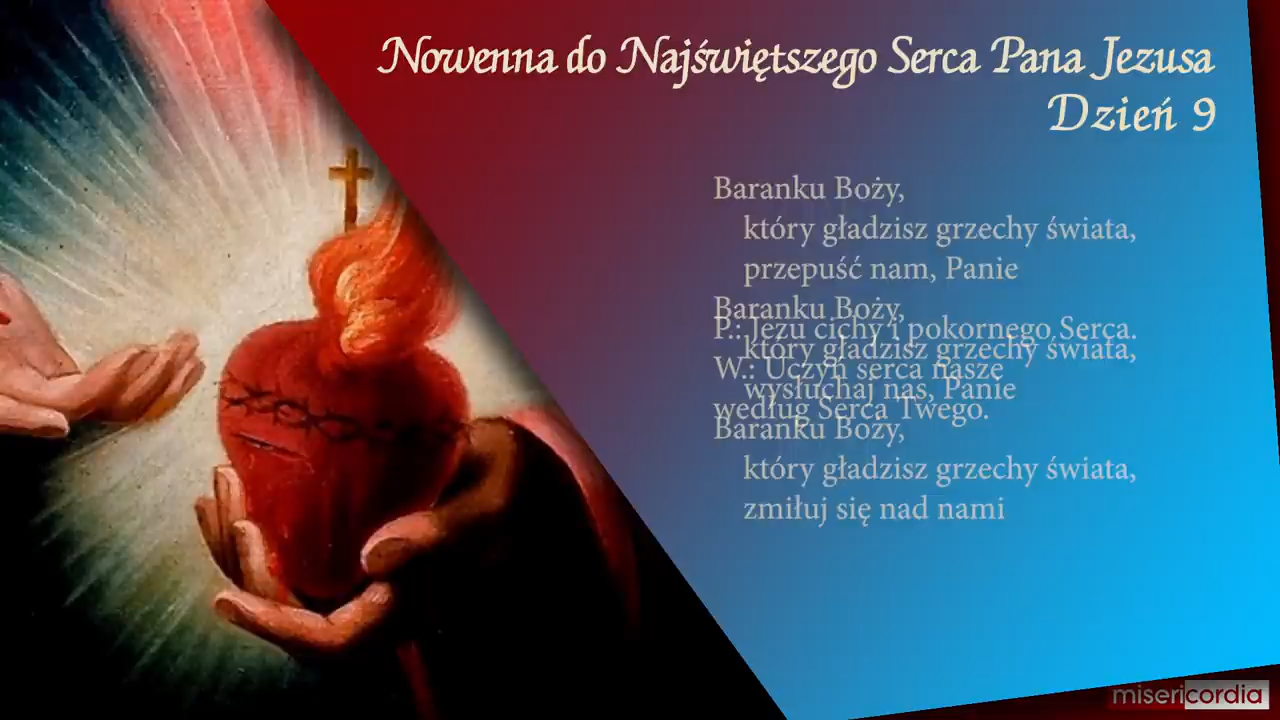 Nowenna do Najświętszego Serca Pana Jezusa
Dzień 9
Baranku Boży,
który gładzisz grzechy świata,
przepuść nam, Panie
Baranku Boży,
P.: Jezu cichy i pokornego Serca.
który gładzisz grzechy świata,
W.: Uczyń serca nasze
wysłuchaj nas, Panie
według Serca Twego.
Baranku Boży,
który gładzisz grzechy świata,
zmiłuj się nad nami
misericordia